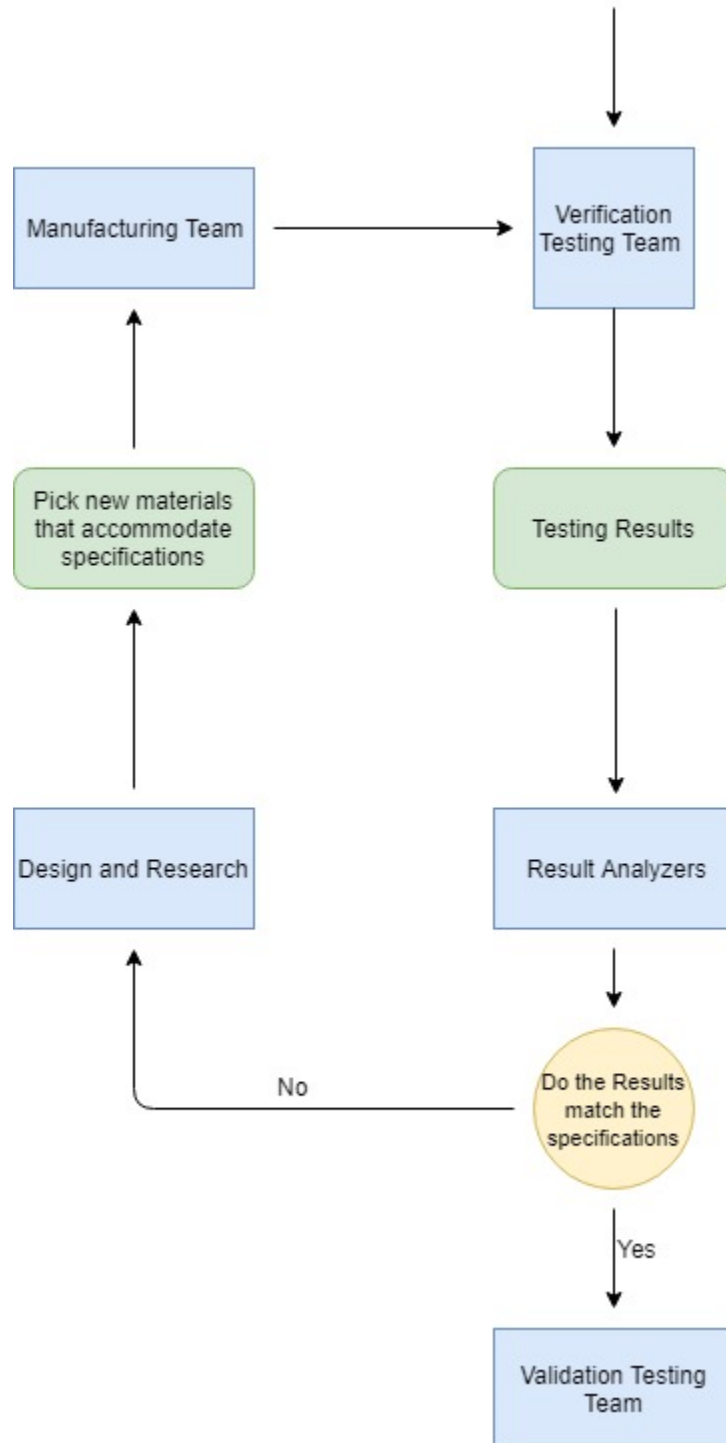 Manufacturing Team
Verification
Testing Team
Pick new materials
that accommodate
specifications
Testing Results
Design and Research
Result Analyzers
No
Do the Results
match the
specifications
Yes
Validation Testing
Team